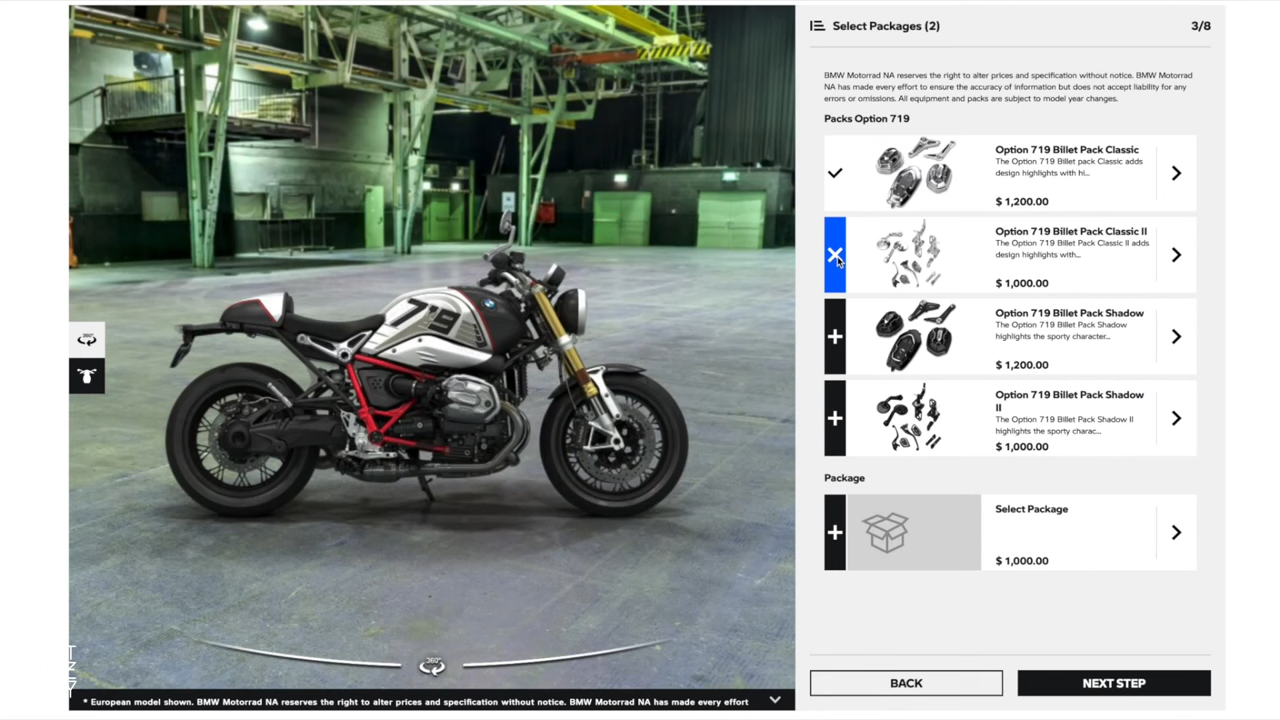 Select Packages (2)
3/8
BMW Motorrad NA reserves the right to alter prices and specification without notice. BMW Motorrad
NA has made every effort to ensure the accuracy of information but does not accept liability for any
errors or omissions. All equipment and packs are subject to model year changes.
Packs Option 719
Option 719 Billet Pack Classic
The Option 719 Billet pack Classic adds
design highlights with hi...
$ 1,200.00
Option 719 Billet Pack Classic II
The Option 719 Billet Pack Classic II adds
design highlights with...
$ 1,000.00
Option 719 Billet Pack Shadow
The Option 719 Billet Pack Shadow
highlights the sporty character...
$ 1,200.00
Option 719 Billet Pack Shadow
II
The Option 719 Billet Pack Shadow II
highlights the sporty charac...
$ 1,000.00
Package
Select Package
$ 1,000.00
BACK
NEXT STEP
360°
360°
* European model shown. BMW Motorrad NA reserves the right to alter prices and specification without notice. BMW Motorrad NA has made every effort